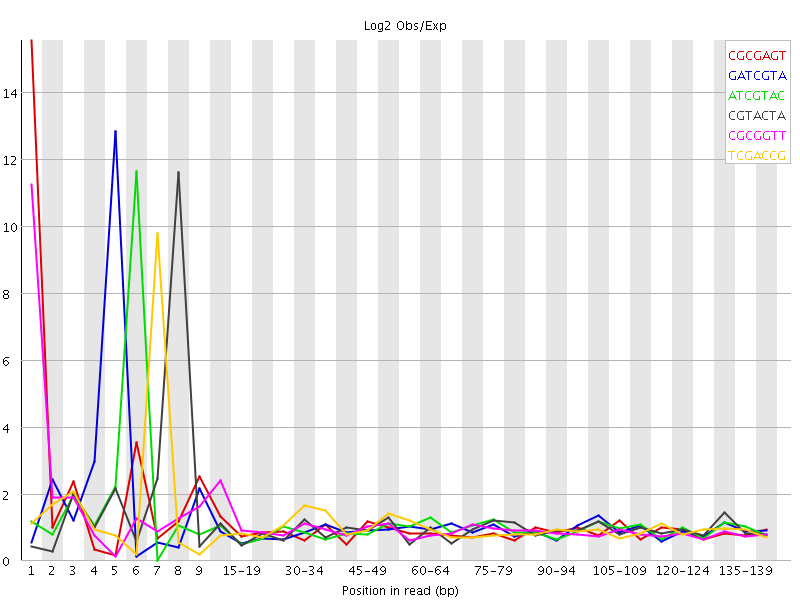 Log2 Obs/Exp
CGCGAGT
GATCGTA
ATCGTAC
CGTACTA
CGCGGTT
TCGACCG
14
12
10
8
6
4
2
0
1 2 3 4 5 6 7 8 9 15-19 30-34 45-49 60-64 75-79 90-94 105-109 120-124 135-139
Position in read (bp)